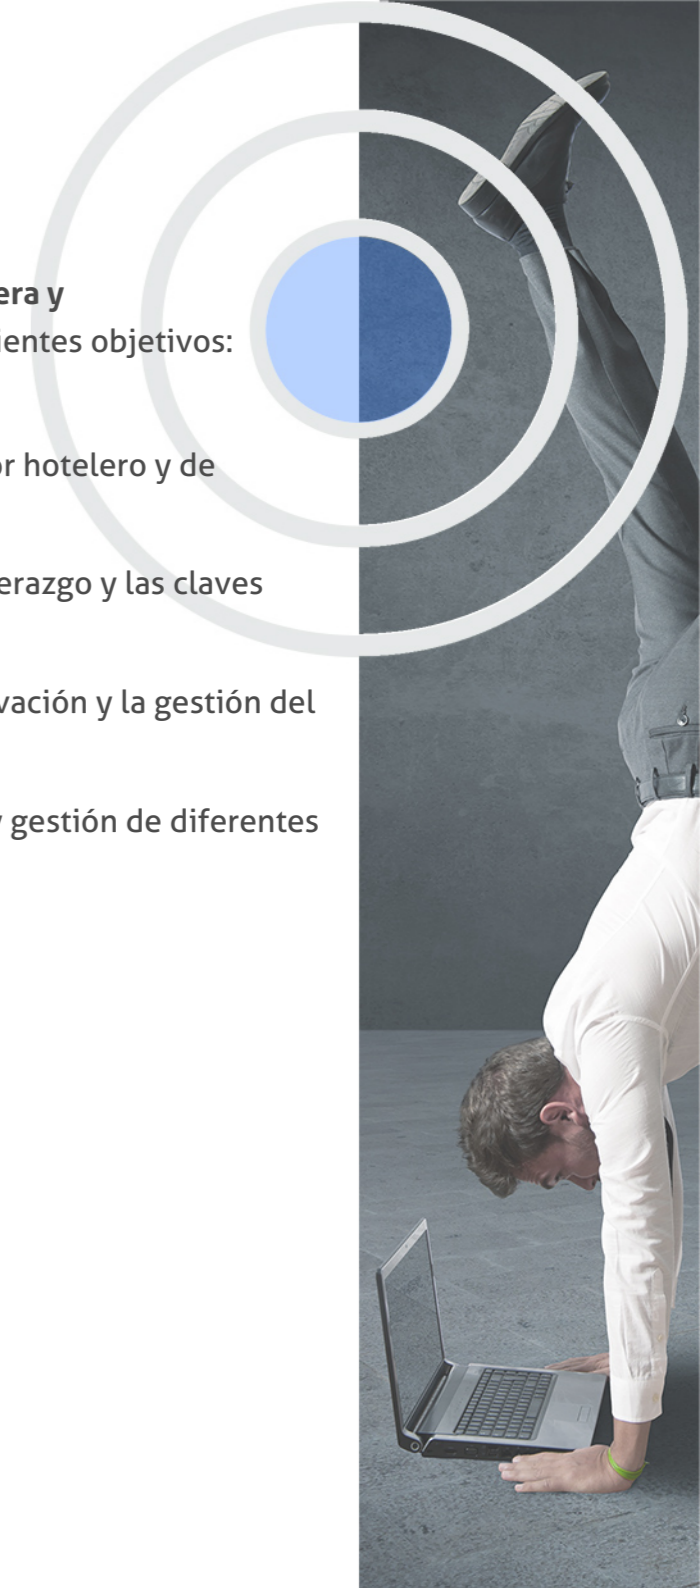 era y
ientes objetivos:
or hotelero y de
erazgo y las claves
vación y la gestión del
y gestión de diferentes